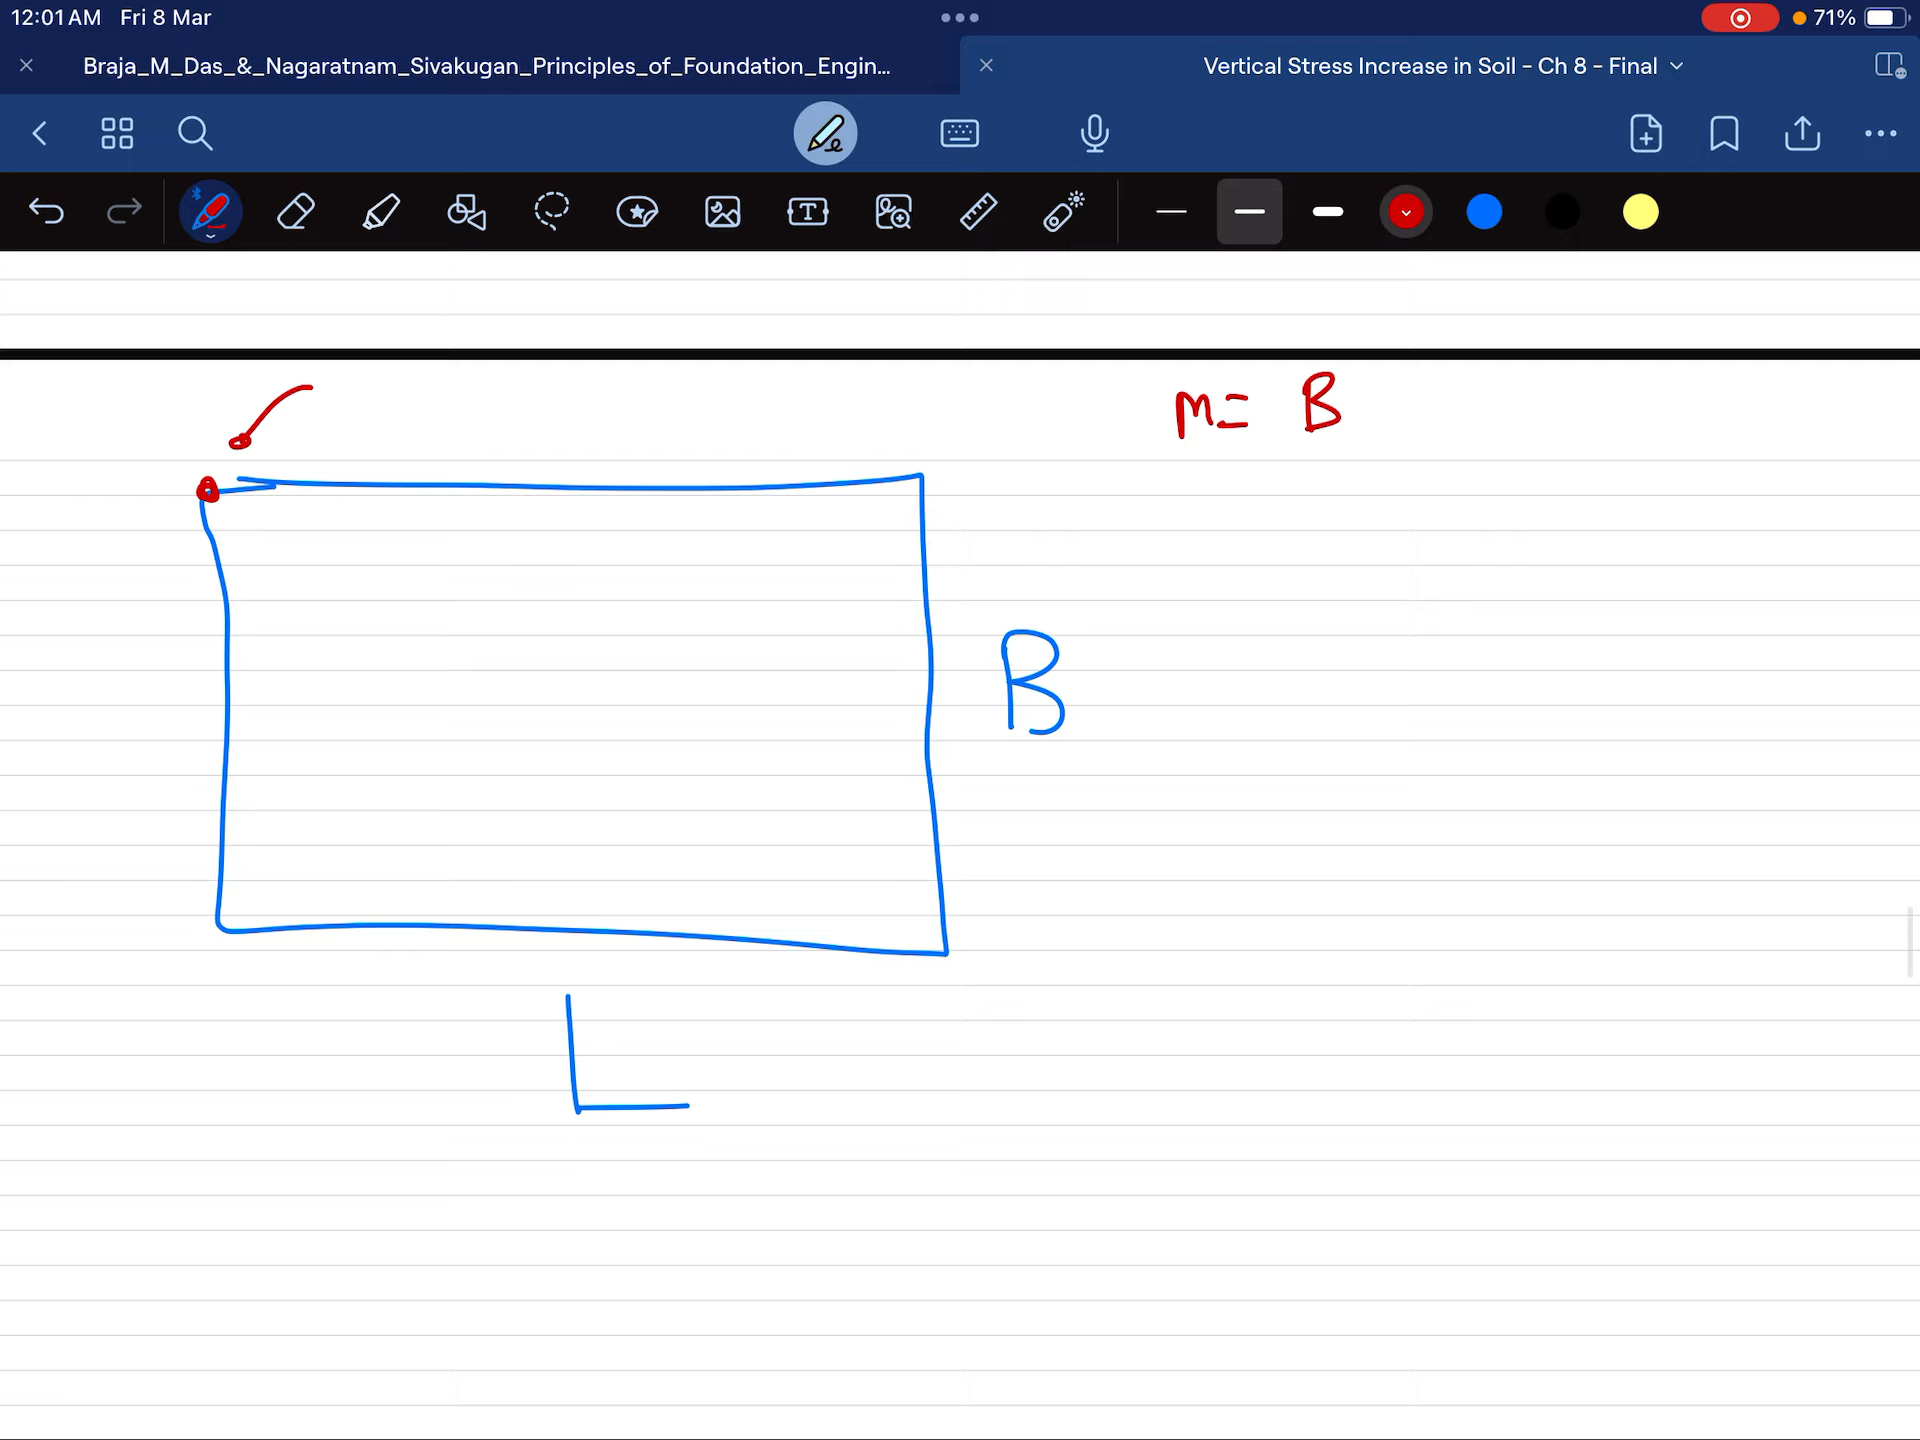 12:01 AM Fri 8 Mar
71%
Braja_M_Das_&_Nagaratnam_Sivakugan_Principles_of_Foundation_Engin...
Vertical Stress Increase in Soil - Ch 8 - Final
m= B
B
L